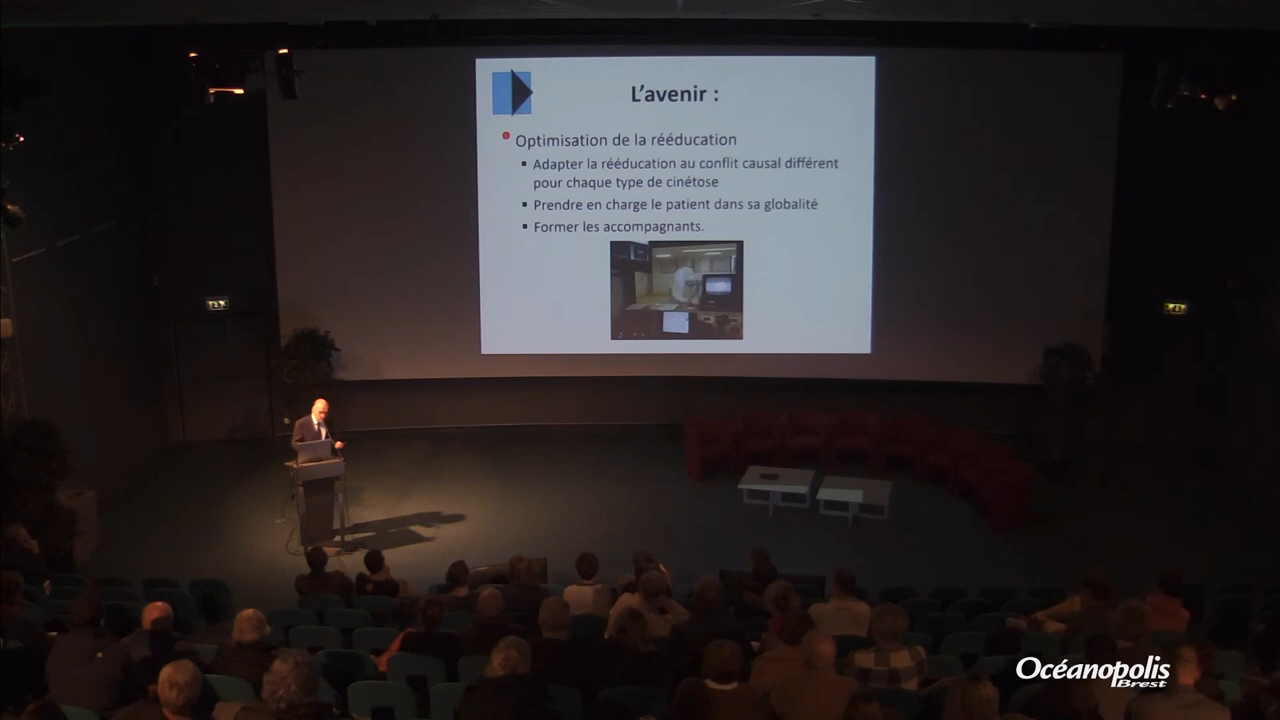 L'avenir :
Optimisation de la rééducation
Adapter la rééducation au conflit causal différent
pour chaque type de cinétose
Prendre en charge le patient dans sa globalité
Former les accompagnants.
Océanopolis
Brest